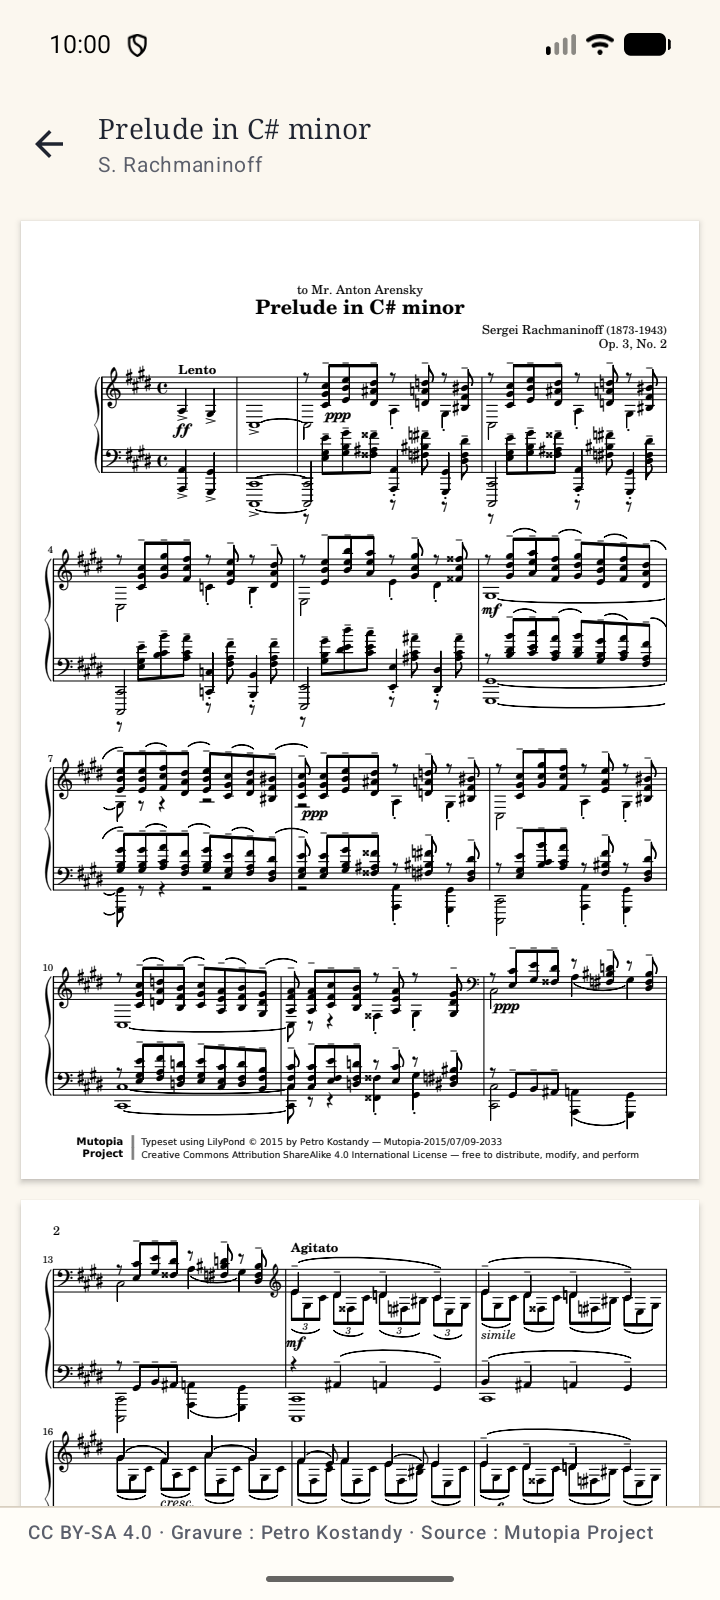 10:00
Prelude in C# minor
S. Rachmaninoff
to Mr. Anton Arensky
Prelude in C# minor
Sergei Rachmaninoff (1873-1943)
Op. 3, No. 2
Lento
ff
ppp
4
mf
7
ppp
10
ppp
Mutopia Project
Typeset using LilyPond © 2015 by Petro Kostandy — Mutopia-2015/07/09-2033
Creative Commons Attribution ShareAlike 4.0 International License — free to distribute, modify, and perform
2
13
Agitato
3 3 3 3
mf
simile
16
cresc.
CC BY-SA 4.0 · Gravure : Petro Kostandy · Source : Mutopia Project